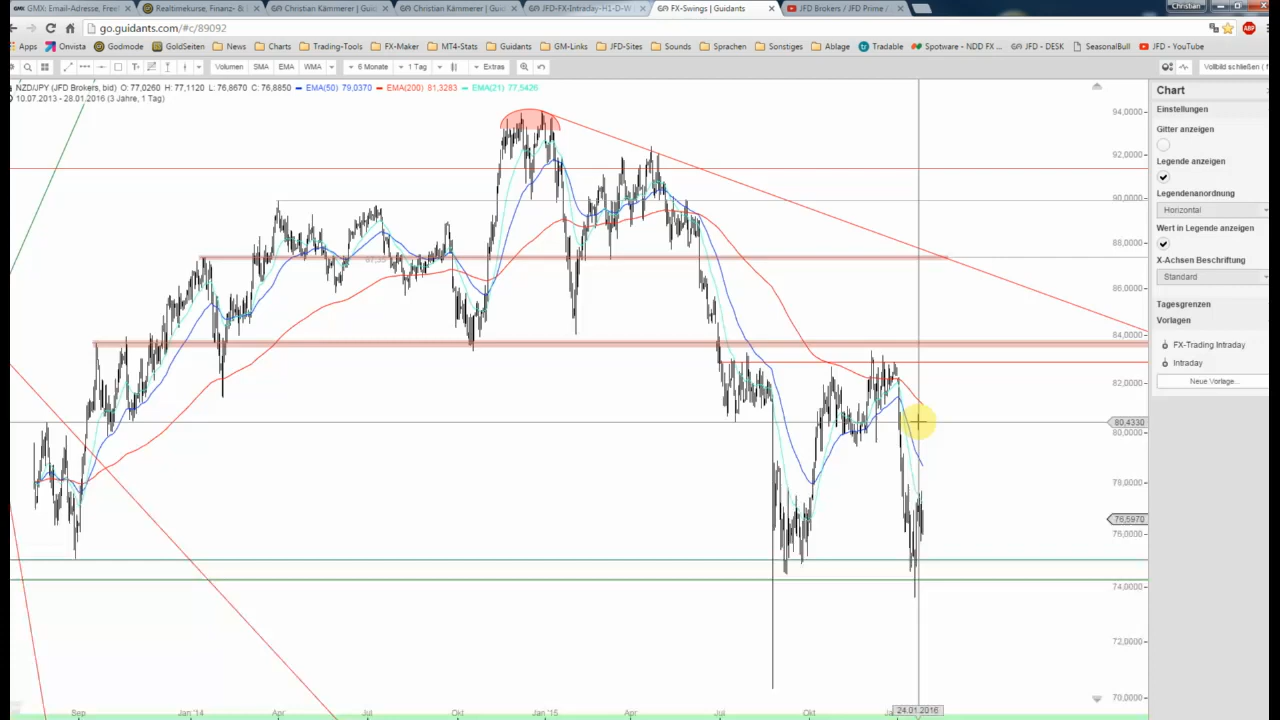 GMX: Email-Adresse, FreeM
Realtimekurse, Finanz- &
Christian Kämmerer | Guid
Christian Kämmerer | Guid
JFD-FX-Intraday-H1-D-W
FX-Swings | Guidants
JFD Brokers / JFD Prime /
Christian
go.guidants.com/#c/89092
Apps Onvista Godmode GoldSeiten News Charts Trading-Tools FX-Maker MT4-Stats Guidants GM-Links JFD-Sites Sounds Sprachen Sonstiges Ablage Tradable Spotware - NDD FX ... JFD - DESK SeasonalBull JFD - YouTube
Volumen SMA EMA WMA 6 Monate 1 Tag Extras Vollbild schließen (
NZD/JPY (JFD Brokers, bid) O: 77,0260 H: 77,1120 L: 76,8670 C: 76,8850 EMA(50) 79,0370 EMA(200) 81,3283 EMA(21) 77,5426
10.07.2013 - 28.01.2016 (3 Jahre, 1 Tag)
94,0000
92,0000
90,0000
88,0000
86,0000
84,0000
82,0000
80,4330
80,0000
78,0000
76,5970
76,0000
74,0000
72,0000
70,0000
Sep Jan '14 Apr Jul Okt Jan '15 Apr Jul Okt 24.01.2016
Chart
Einstellungen
Gitter anzeigen
Legende anzeigen
Legendenanordnung
Horizontal
Wert in Legende anzeigen
X-Achsen Beschriftung
Standard
Tagesgrenzen
Vorlagen
FX-Trading Intraday
Intraday
Neue Vorlage...